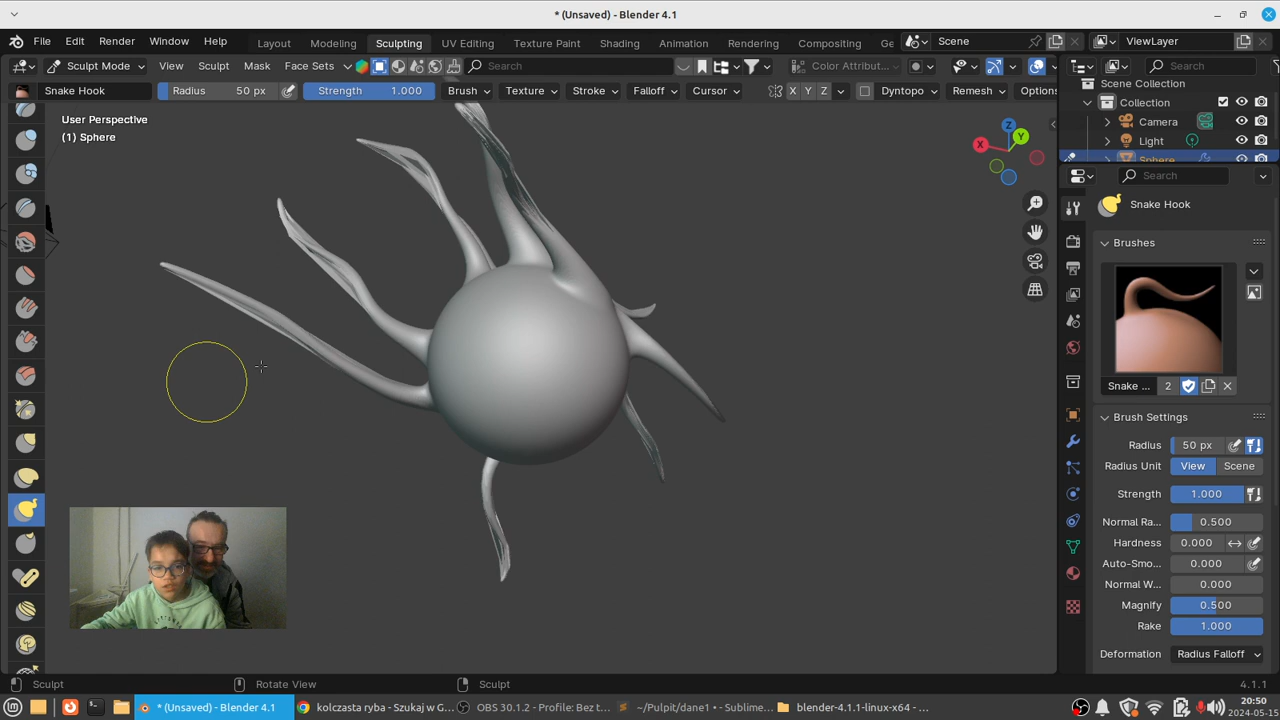 * (Unsaved) - Blender 4.1
File Edit Render Window Help Layout Modeling Sculpting UV Editing Texture Paint Shading Animation Rendering Compositing Ge Scene ViewLayer
Sculpt Mode View Sculpt Mask Face Sets Search Color Attribut... Search
Snake Hook Radius 50 px Strength 1.000 Brush Texture Stroke Falloff Cursor X Y Z Dyntopo Remesh Options
Scene Collection
Collection
Camera
Light
Sphere
User Perspective
(1) Sphere
Z
Y
X
Search
Snake Hook
Brushes
Snake ... 2
Brush Settings
Radius 50 px
Radius Unit View Scene
Strength 1.000
Normal Ra... 0.500
Hardness 0.000
Auto-Smo... 0.000
Normal W... 0.000
Magnify 0.500
Rake 1.000
Deformation Radius Falloff
Sculpt Rotate View Sculpt 4.1.1
* (Unsaved) - Blender 4.1 kolczasta ryba - Szukaj w G... OBS 30.1.2 - Profile: Bez t... ~/Pulpit/dane1 • - Sublime... blender-4.1.1-linux-x64 - ... 20:50
2024-05-15